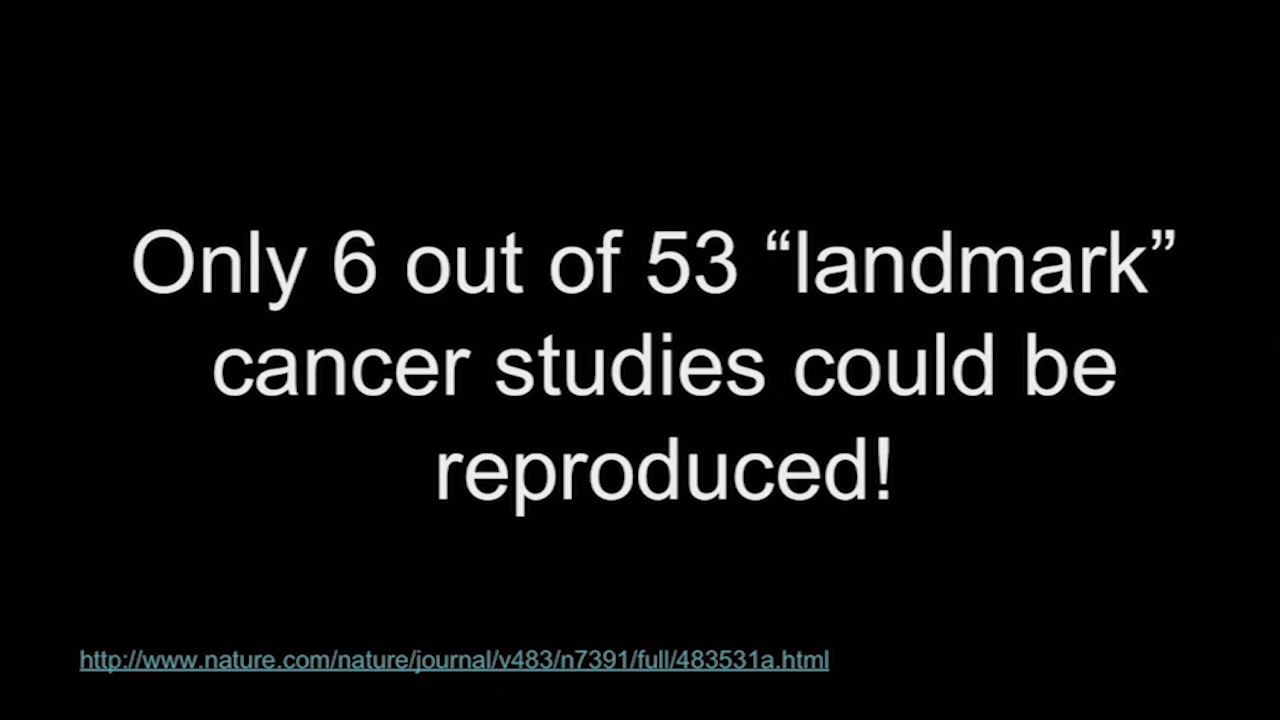 Only 6 out of 53 “landmark”
cancer studies could be
reproduced!
http://www.nature.com/nature/journal/v483/n7391/full/483531a.html